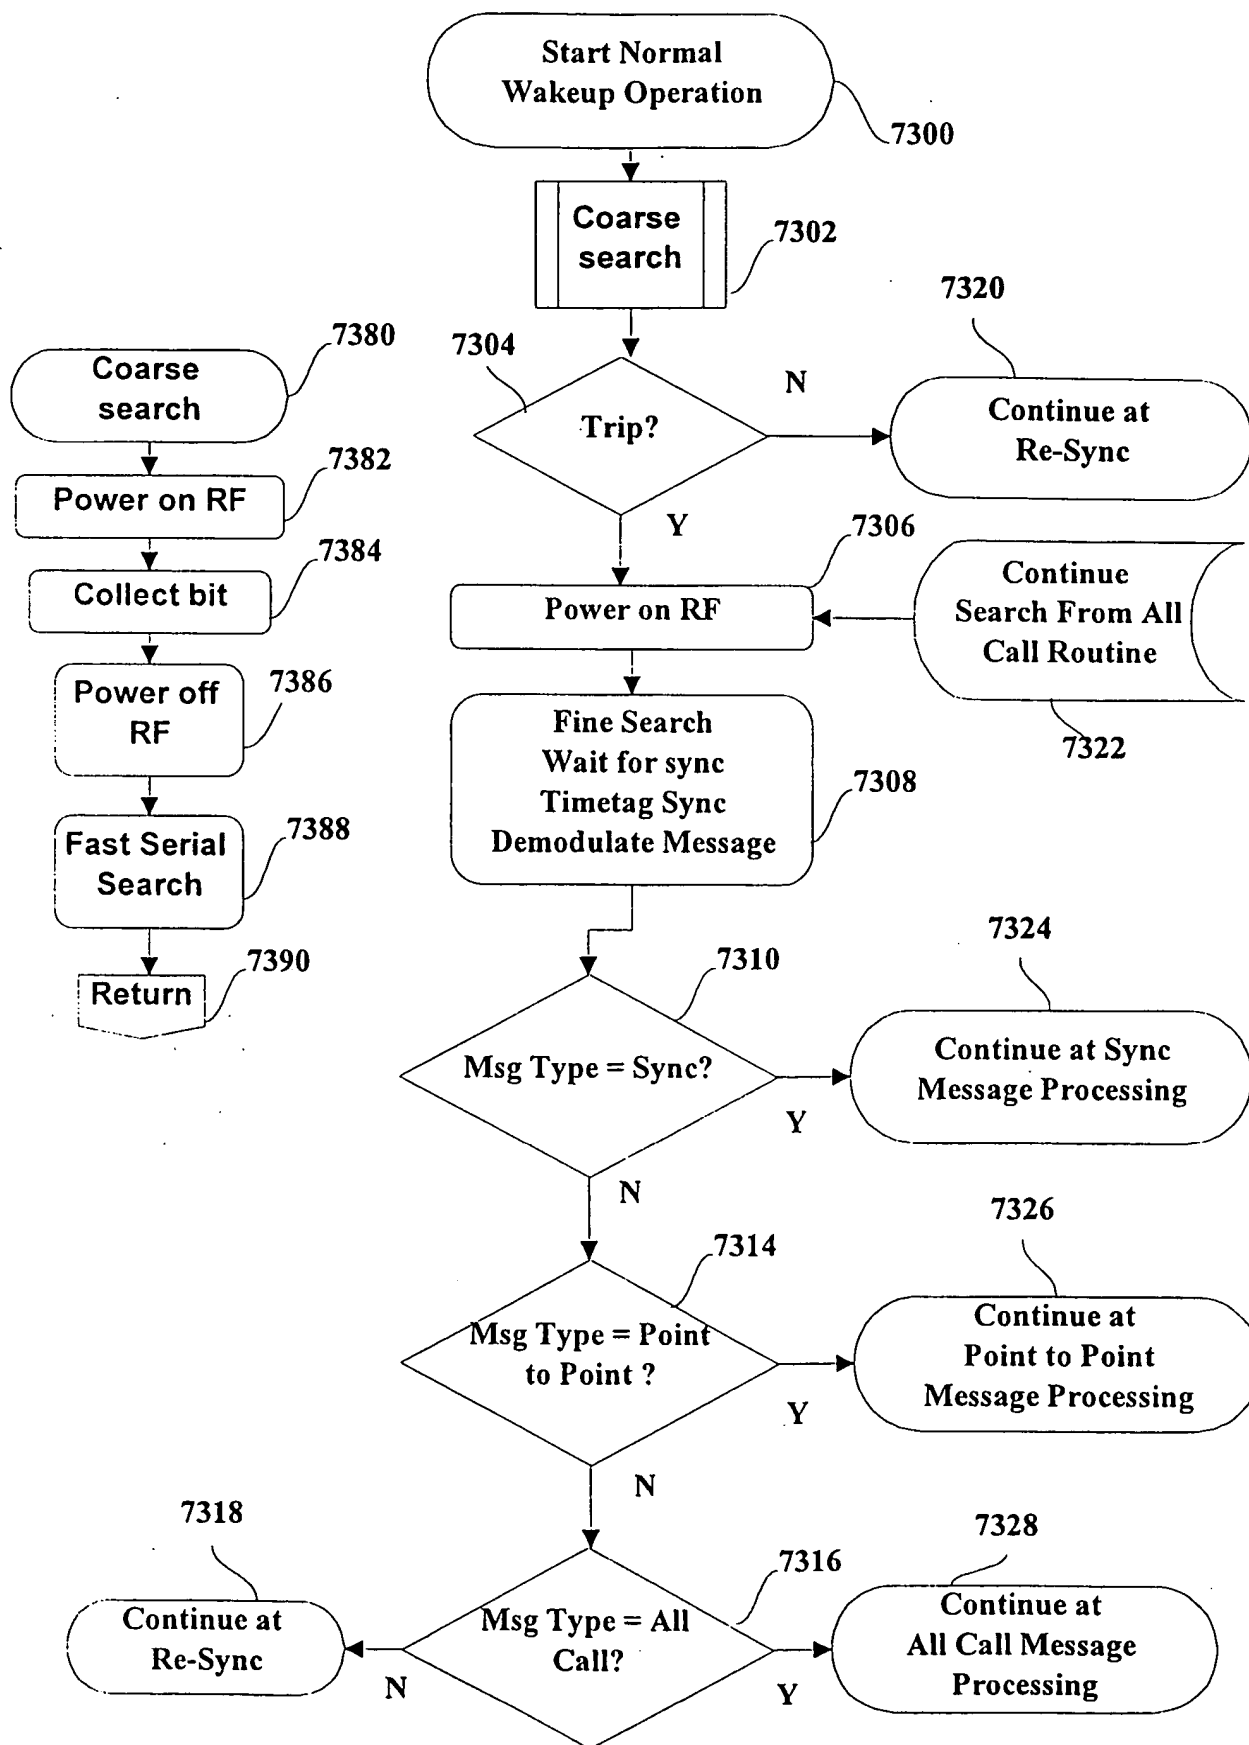 Start Normal
Wakeup Operation
7300
Coarse
search
7302
7304
Trip?
N
Y
7320
Continue at
Re-Sync
7380
Coarse
search
7382
Power on RF
7384
Collect bit
7386
Power off
RF
7388
Fast Serial
Search
7390
Return
7306
Power on RF
Continue
Search From All
Call Routine
7322
Fine Search
Wait for sync
Timetag Sync
Demodulate Message
7308
7310
Msg Type = Sync?
Y
N
7324
Continue at Sync
Message Processing
7314
Msg Type = Point
to Point ?
Y
N
7326
Continue at
Point to Point
Message Processing
7316
Msg Type = All
Call?
N
Y
7318
Continue at
Re-Sync
7328
Continue at
All Call Message
Processing